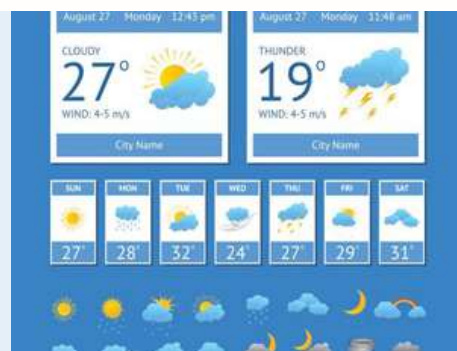 August 27 Monday 12:43 pm
CLOUDY
27°
WIND: 4-5 m/s
City Name
August 27 Monday 11:48 am
THUNDER
19°
WIND: 4-5 m/s
City Name
SUN MON TUE WED THU FRI SAT
27° 28° 32° 24° 27° 29° 31°